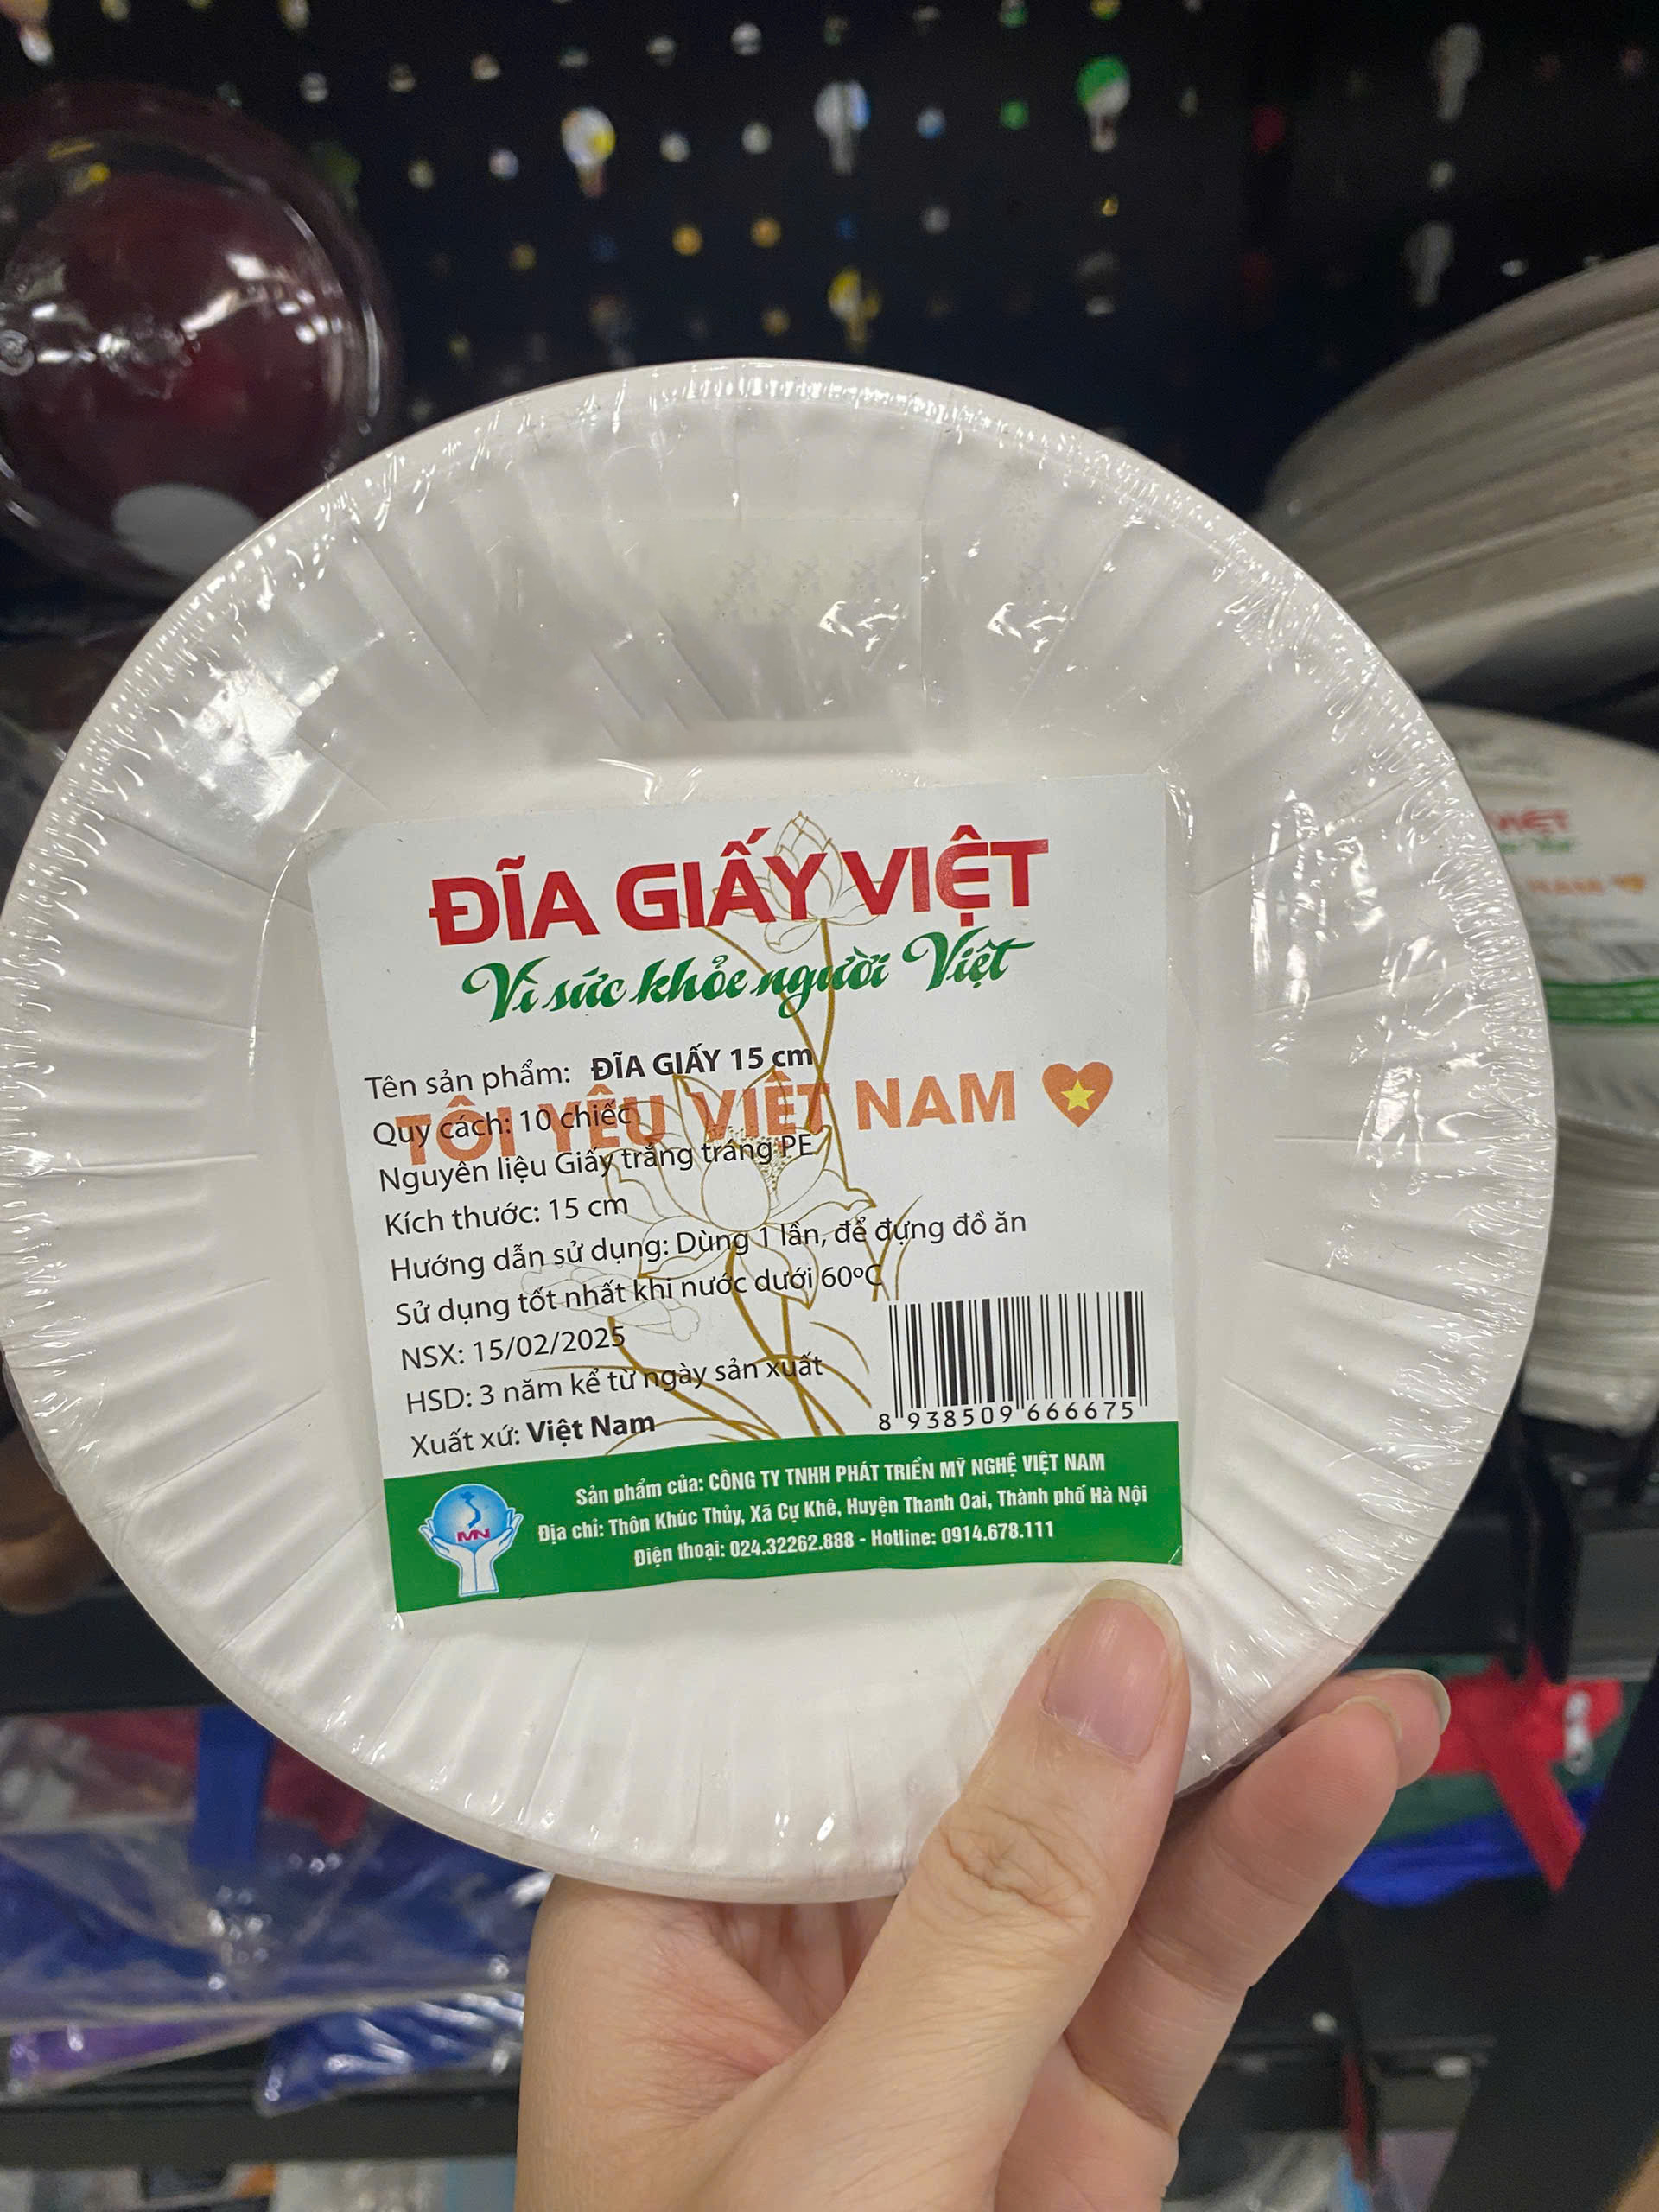 ĐĨA GIẤY VIỆT
Vì sức khỏe người Việt
Tên sản phẩm: ĐĨA GIẤY 15 cm
TÔI YÊU VIỆT NAM
Quy cách: 10 chiếc
Nguyên liệu Giấy trắng tráng PE
Kích thước: 15 cm
Hướng dẫn sử dụng: Dùng 1 lần, để đựng đồ ăn
Sử dụng tốt nhất khi nước dưới 60ºC
NSX: 15/02/2025
HSD: 3 năm kể từ ngày sản xuất
Xuất xứ: Việt Nam
8 938509 666675
MN
Sản phẩm của: CÔNG TY TNHH PHÁT TRIỂN MỸ NGHỆ VIỆT NAM
Địa chỉ: Thôn Khúc Thủy, Xã Cự Khê, Huyện Thanh Oai, Thành phố Hà Nội
Điện thoại: 024.32262.888 - Hotline: 0914.678.111
VIỆT
Việt
NAM